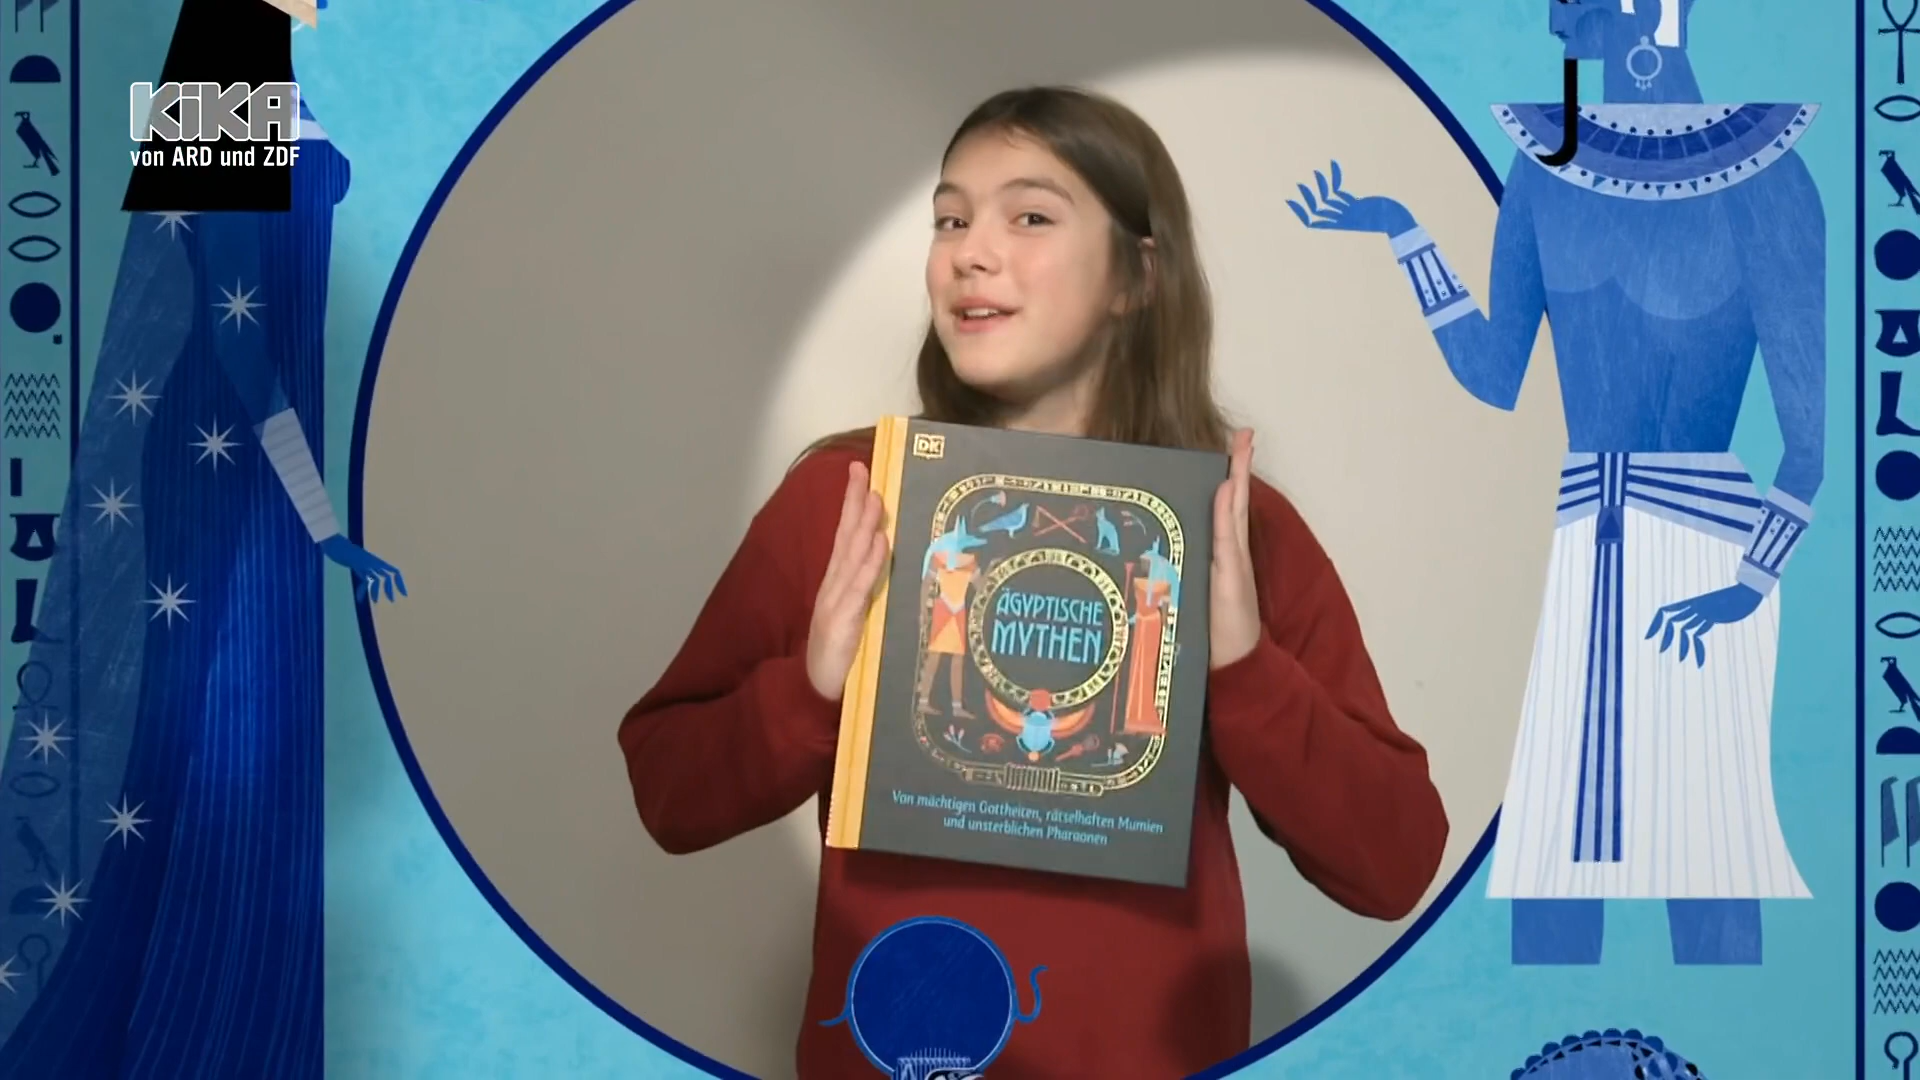 KiKA
von ARD und ZDF
DK
ÄGYPTISCHE
MYTHEN
Von mächtigen Gottheiten, rätselhaften Mumien
und unsterblichen Pharaonen